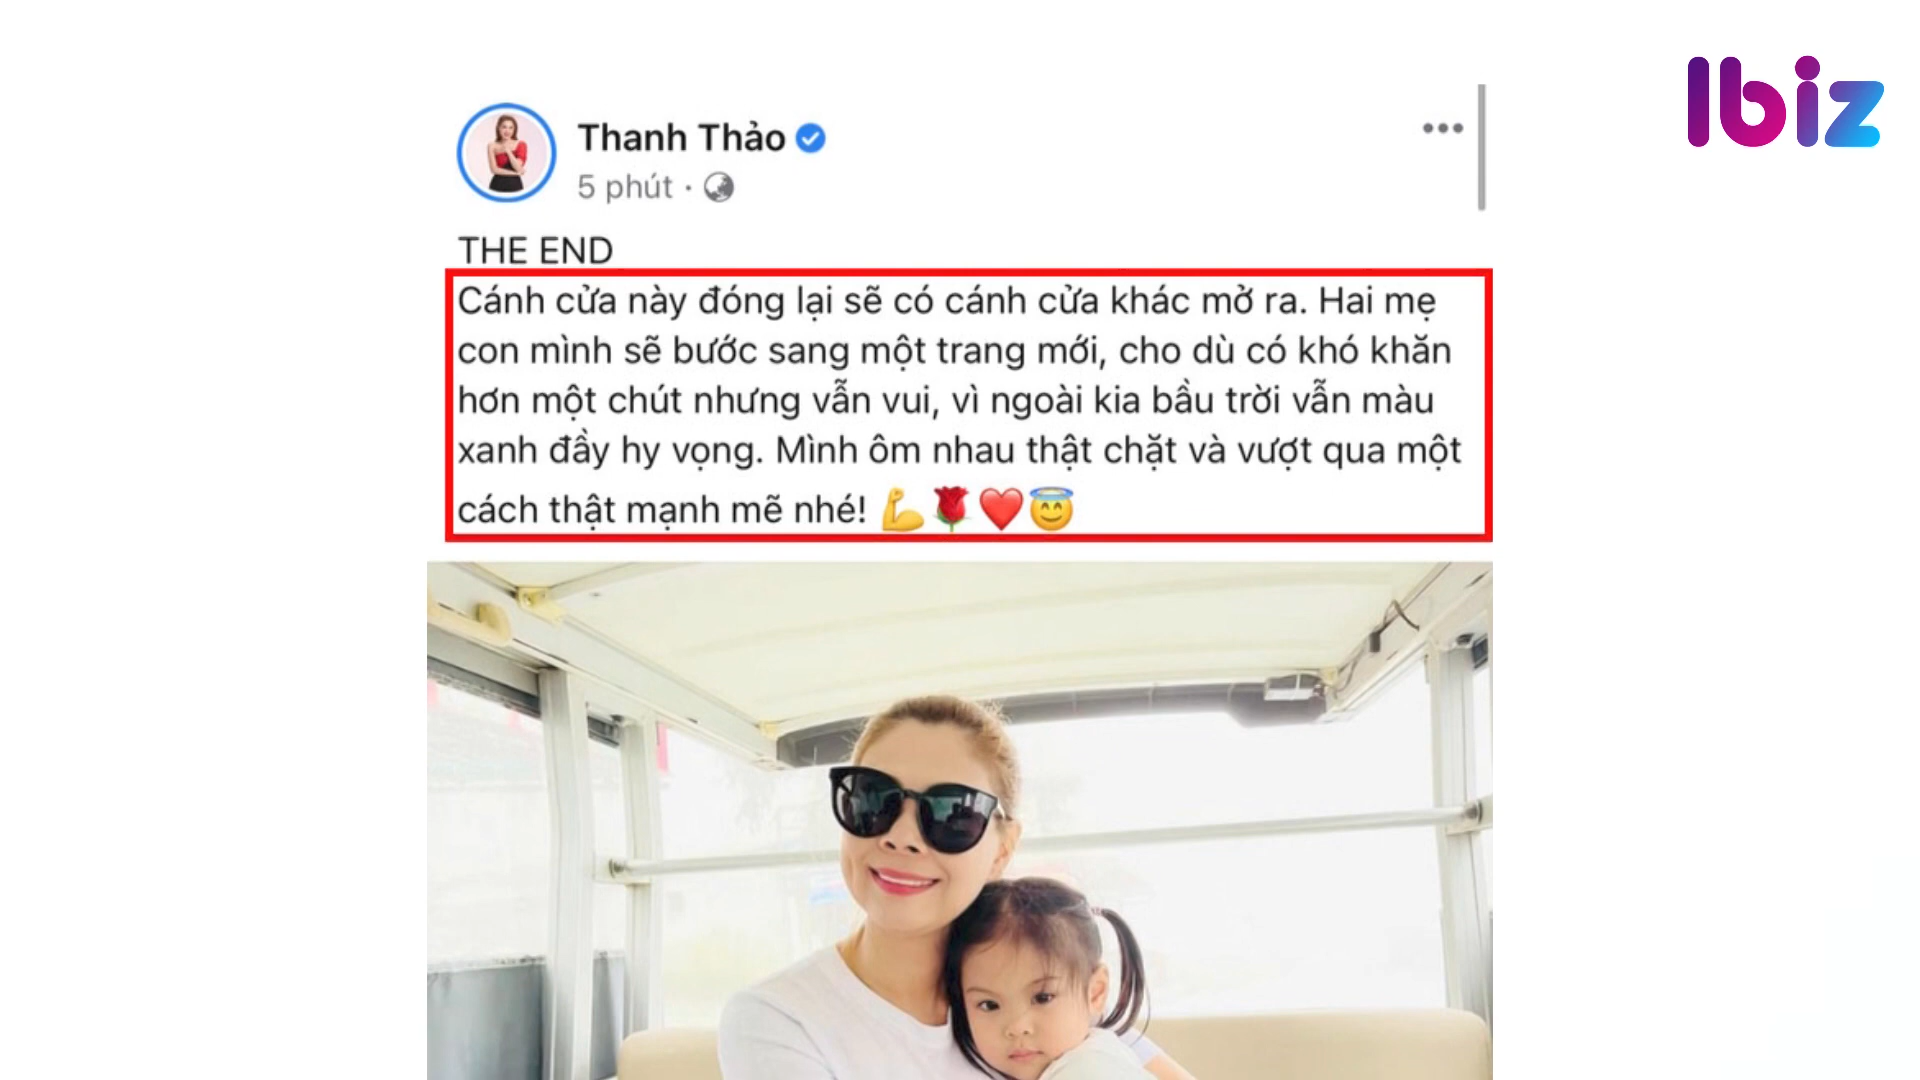 Ibiz
Thanh Thảo
5 phút ·
THE END
Cánh cửa này đóng lại sẽ có cánh cửa khác mở ra. Hai mẹ
con mình sẽ bước sang một trang mới, cho dù có khó khăn
hơn một chút nhưng vẫn vui, vì ngoài kia bầu trời vẫn màu
xanh đầy hy vọng. Mình ôm nhau thật chặt và vượt qua một
cách thật mạnh mẽ nhé! 💪🌹❤️😇